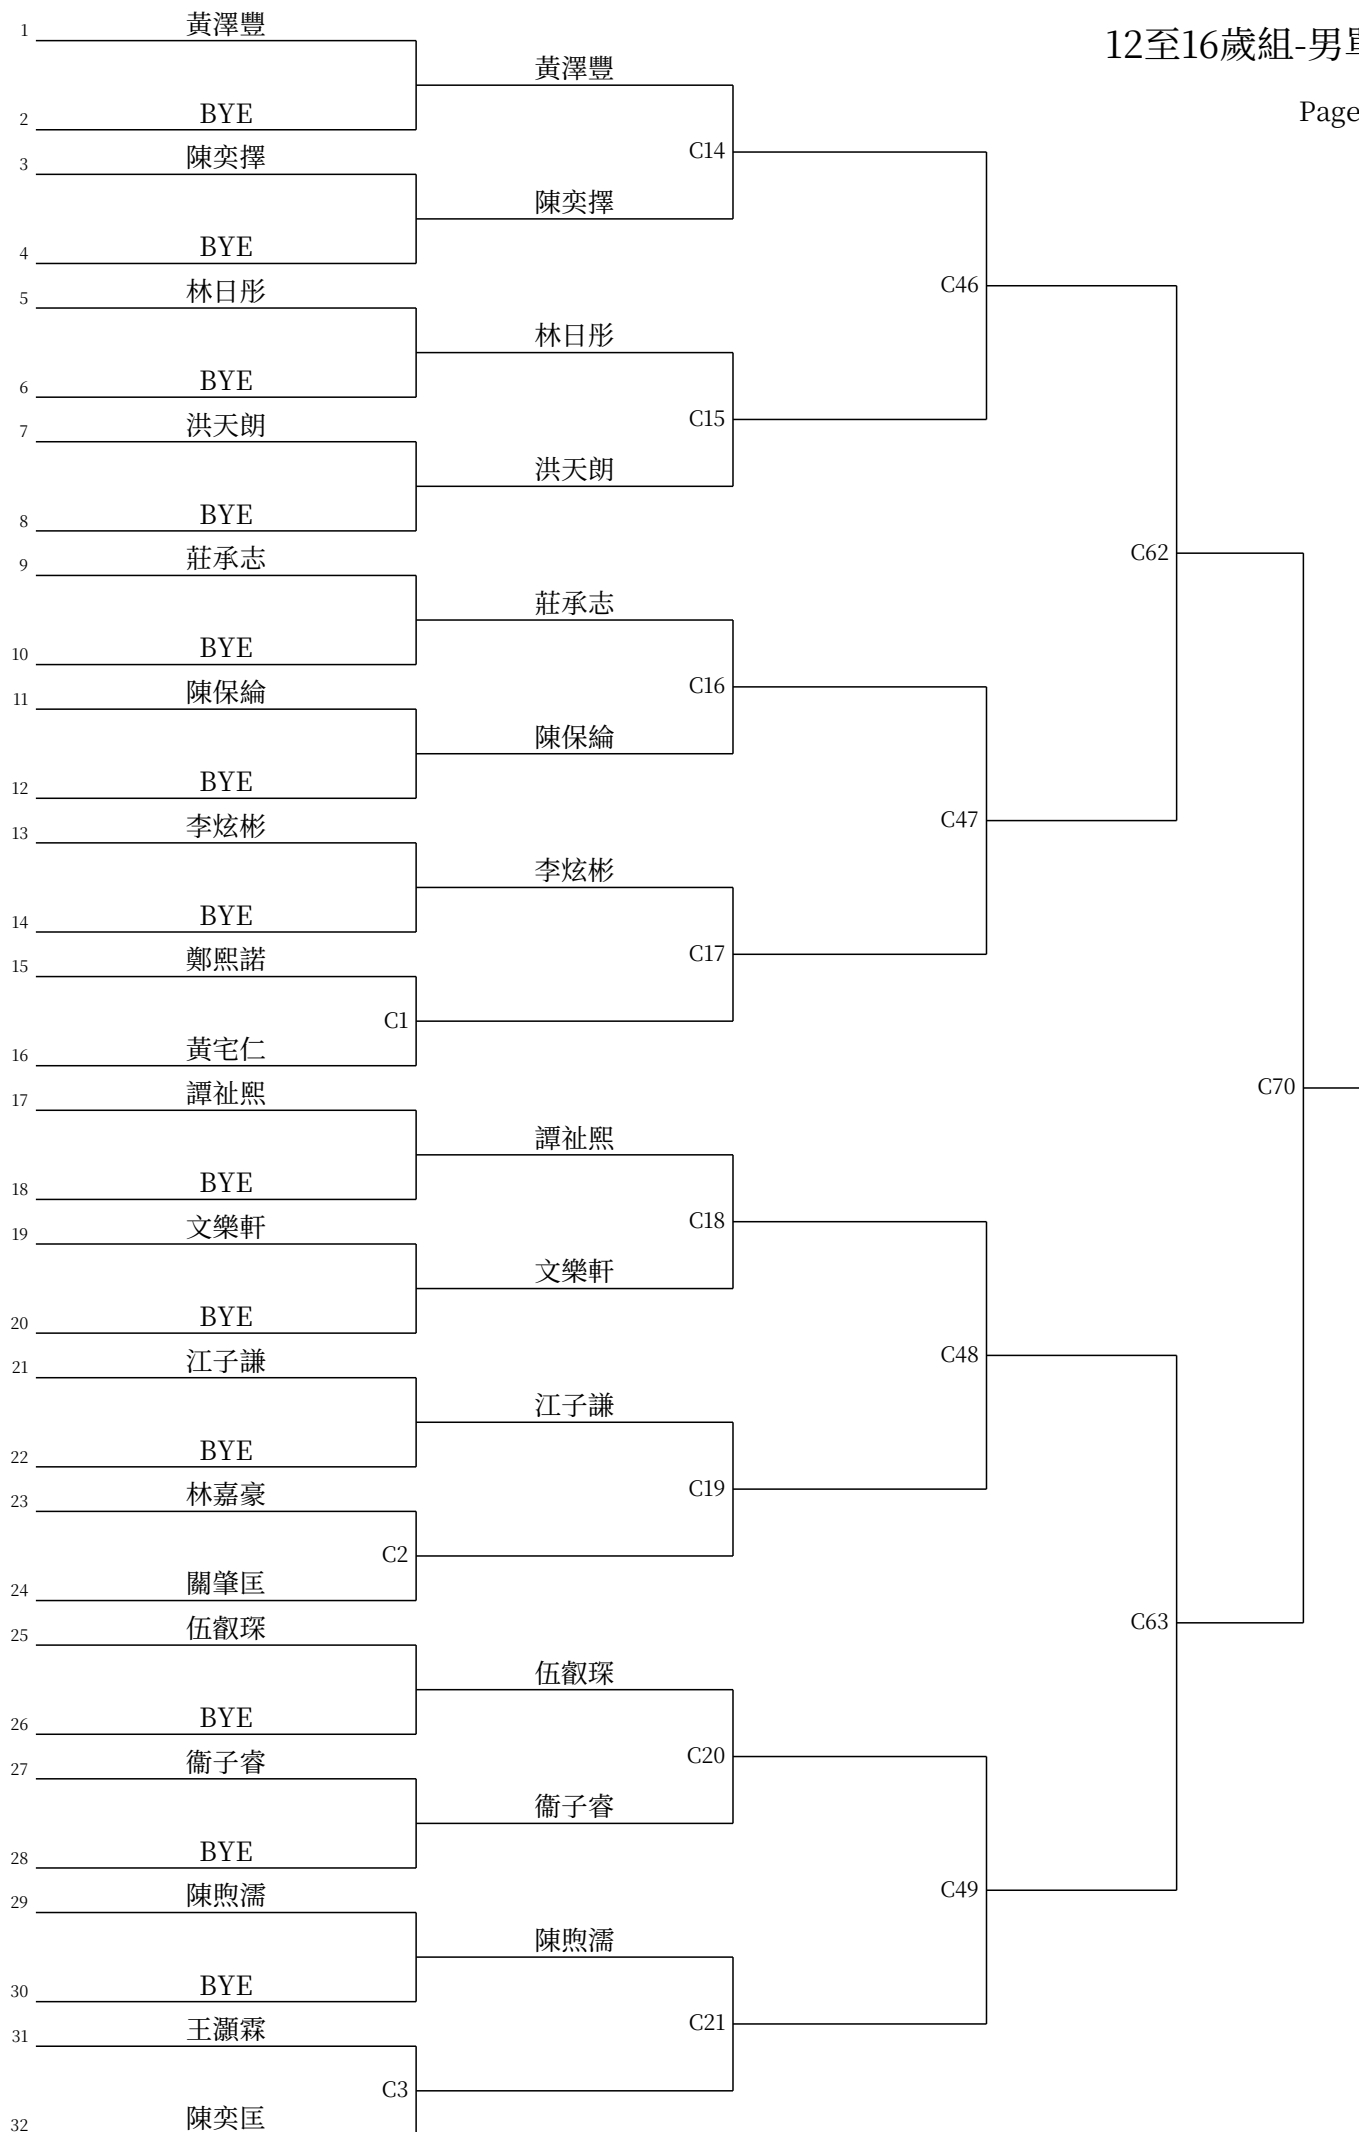 12至16歲組-男單
Page
1 黃澤豐
黃澤豐
2 BYE
C14
3 陳奕擇
陳奕擇
4 BYE
C46
5 林日彤
林日彤
6 BYE
C15
7 洪天朗
洪天朗
8 BYE
C62
9 莊承志
莊承志
10 BYE
C16
11 陳保綸
陳保綸
12 BYE
C47
13 李炫彬
李炫彬
14 BYE
C17
15 鄭熙諾
C1
16 黃宅仁
C70
17 譚祉熙
譚祉熙
18 BYE
C18
19 文樂軒
文樂軒
20 BYE
C48
21 江子謙
江子謙
22 BYE
C19
23 林嘉豪
C2
24 關肇匡
C63
25 伍叡琛
伍叡琛
26 BYE
C20
27 衞子睿
衞子睿
28 BYE
C49
29 陳煦濡
陳煦濡
30 BYE
C21
31 王灝霖
C3
32 陳奕匡